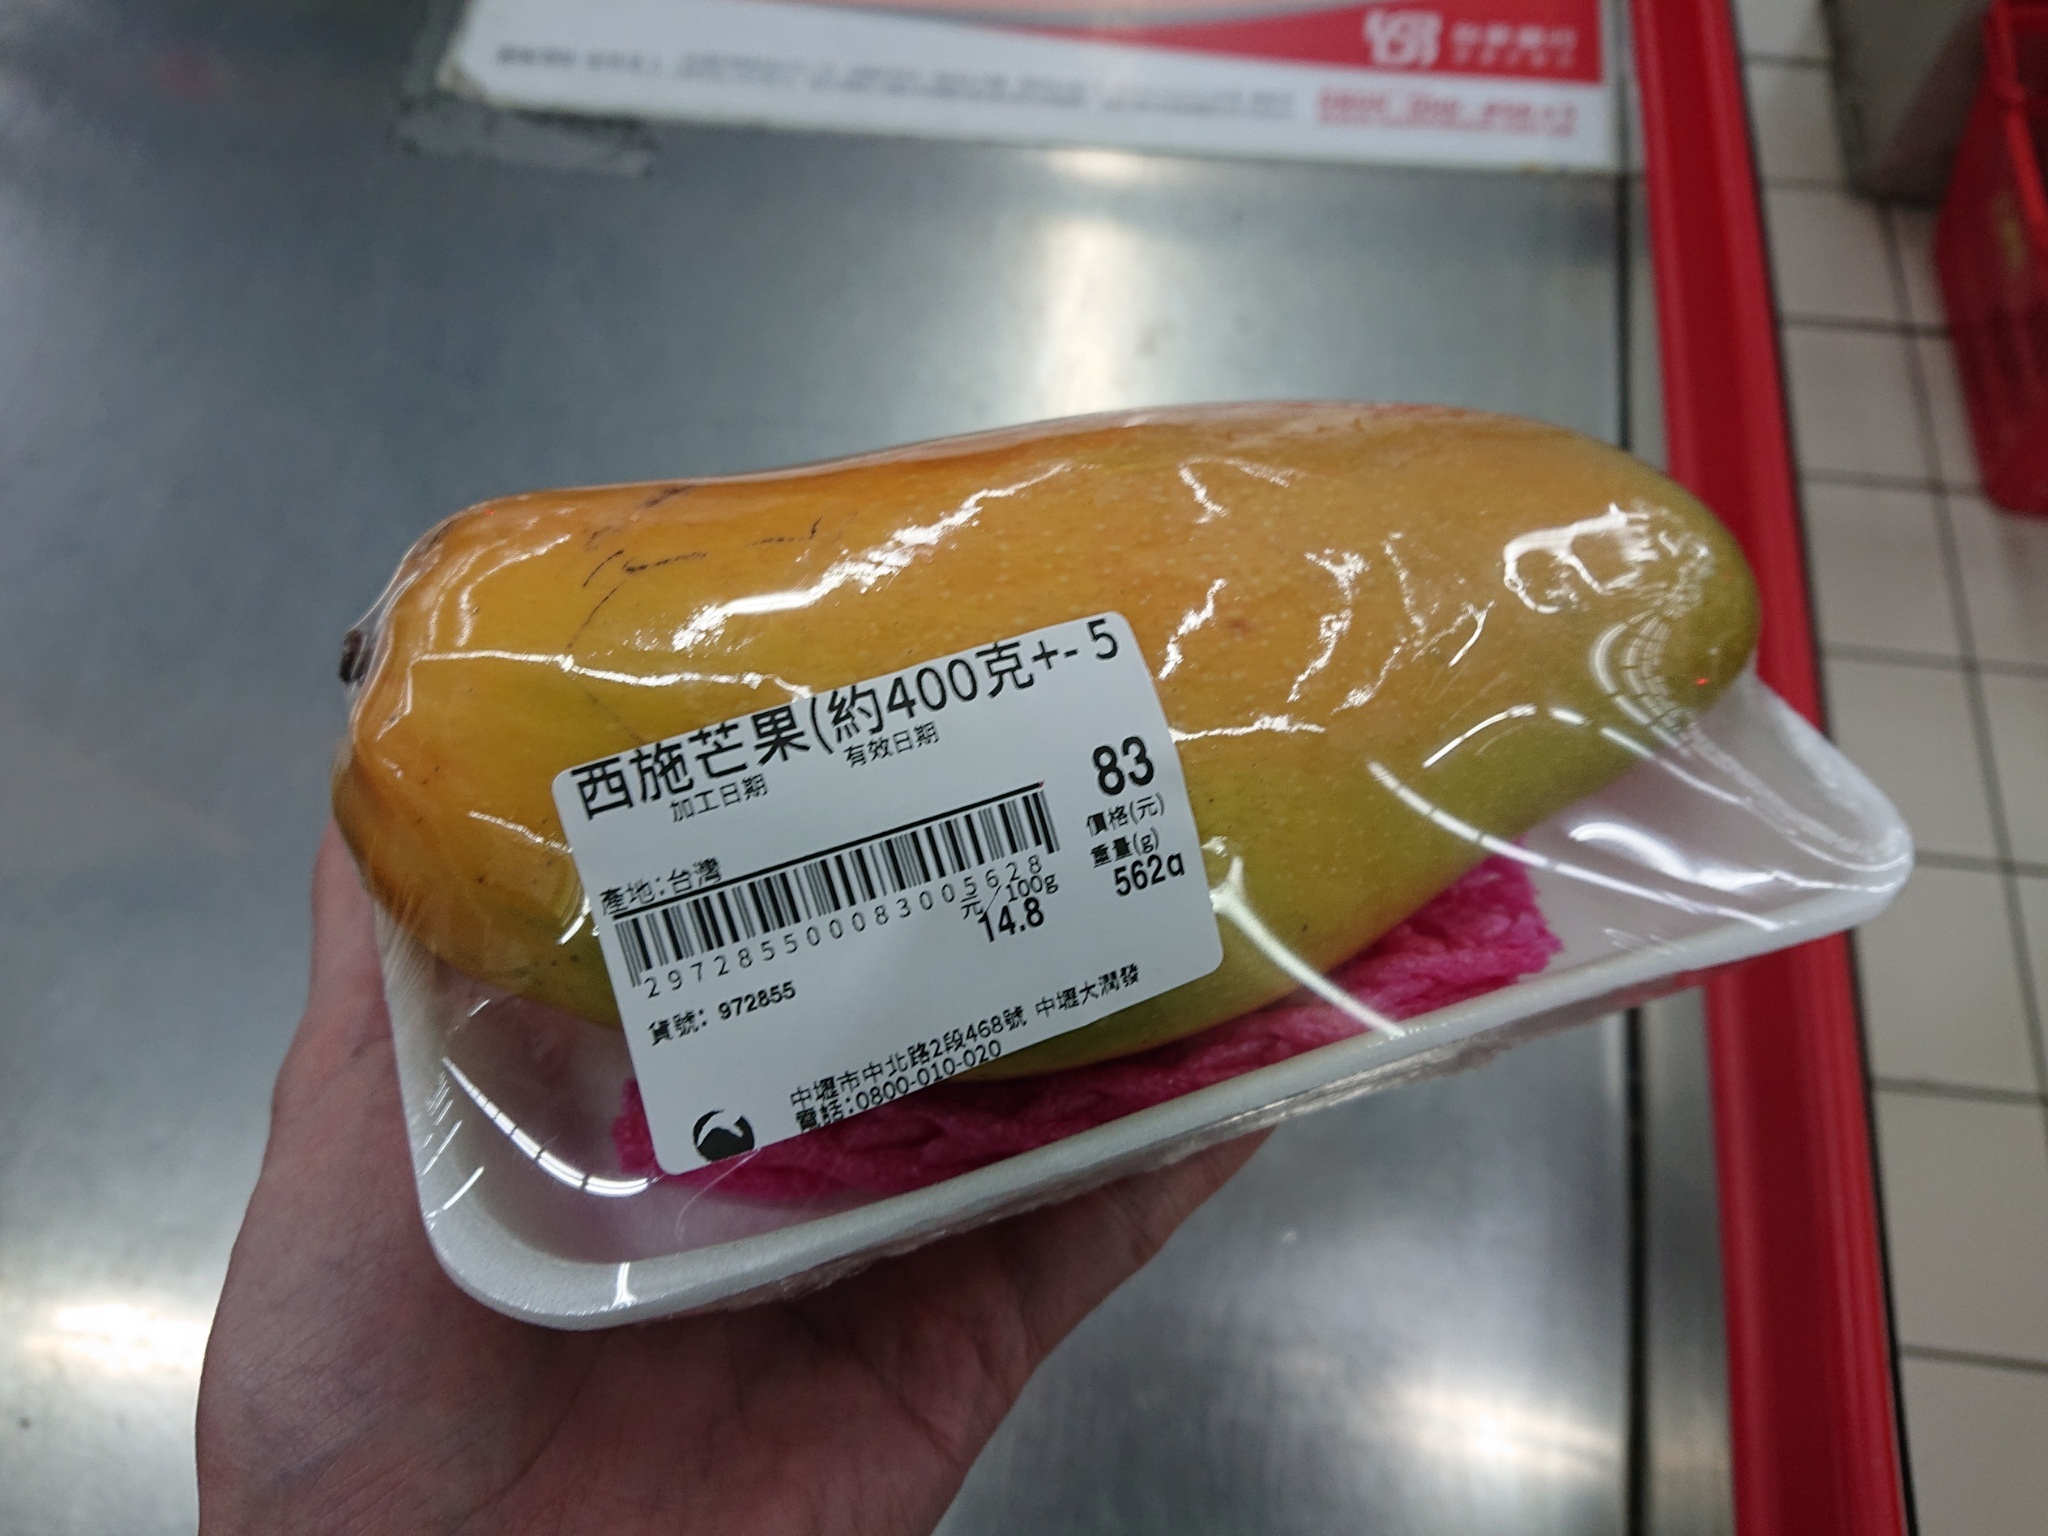 西施芒果(約400克+- 5
加工日期
有效日期
83
價格(元)
重量(g)
562g
產地:台灣
297285500083005628
元/100g
14.8
貨號: 972855
中壢市中北路2段468號 中壢大潤發
電話:0800-010-020